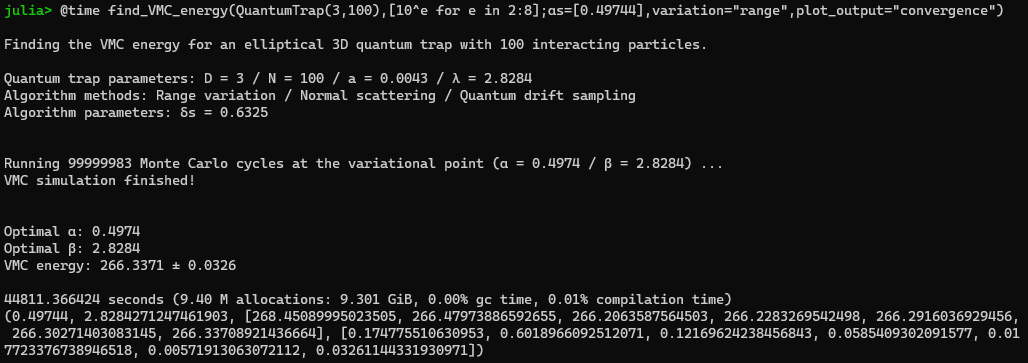 julia> @time find_VMC_energy(QuantumTrap(3,100),[10^e for e in 2:8];αs=[0.49744],variation="range",plot_output="convergence")
Finding the VMC energy for an elliptical 3D quantum trap with 100 interacting particles.
Quantum trap parameters: D = 3 / N = 100 / a = 0.0043 / λ = 2.8284
Algorithm methods: Range variation / Normal scattering / Quantum drift sampling
Algorithm parameters: δs = 0.6325
Running 99999983 Monte Carlo cycles at the variational point (α = 0.4974 / β = 2.8284) ...
VMC simulation finished!
Optimal α: 0.4974
Optimal β: 2.8284
VMC energy: 266.3371 ± 0.0326
44811.366424 seconds (9.40 M allocations: 9.301 GiB, 0.00% gc time, 0.01% compilation time)
(0.49744, 2.8284271247461903, [268.45089995023505, 266.47973886592655, 266.2063587564503, 266.2283269542498, 266.2916036929456,
266.30271403083145, 266.33708921436664], [0.174775510630953, 0.6018966092512071, 0.12169624238456843, 0.0585409302091577, 0.01
7723376738946518, 0.00571913063072112, 0.03261144331930971])